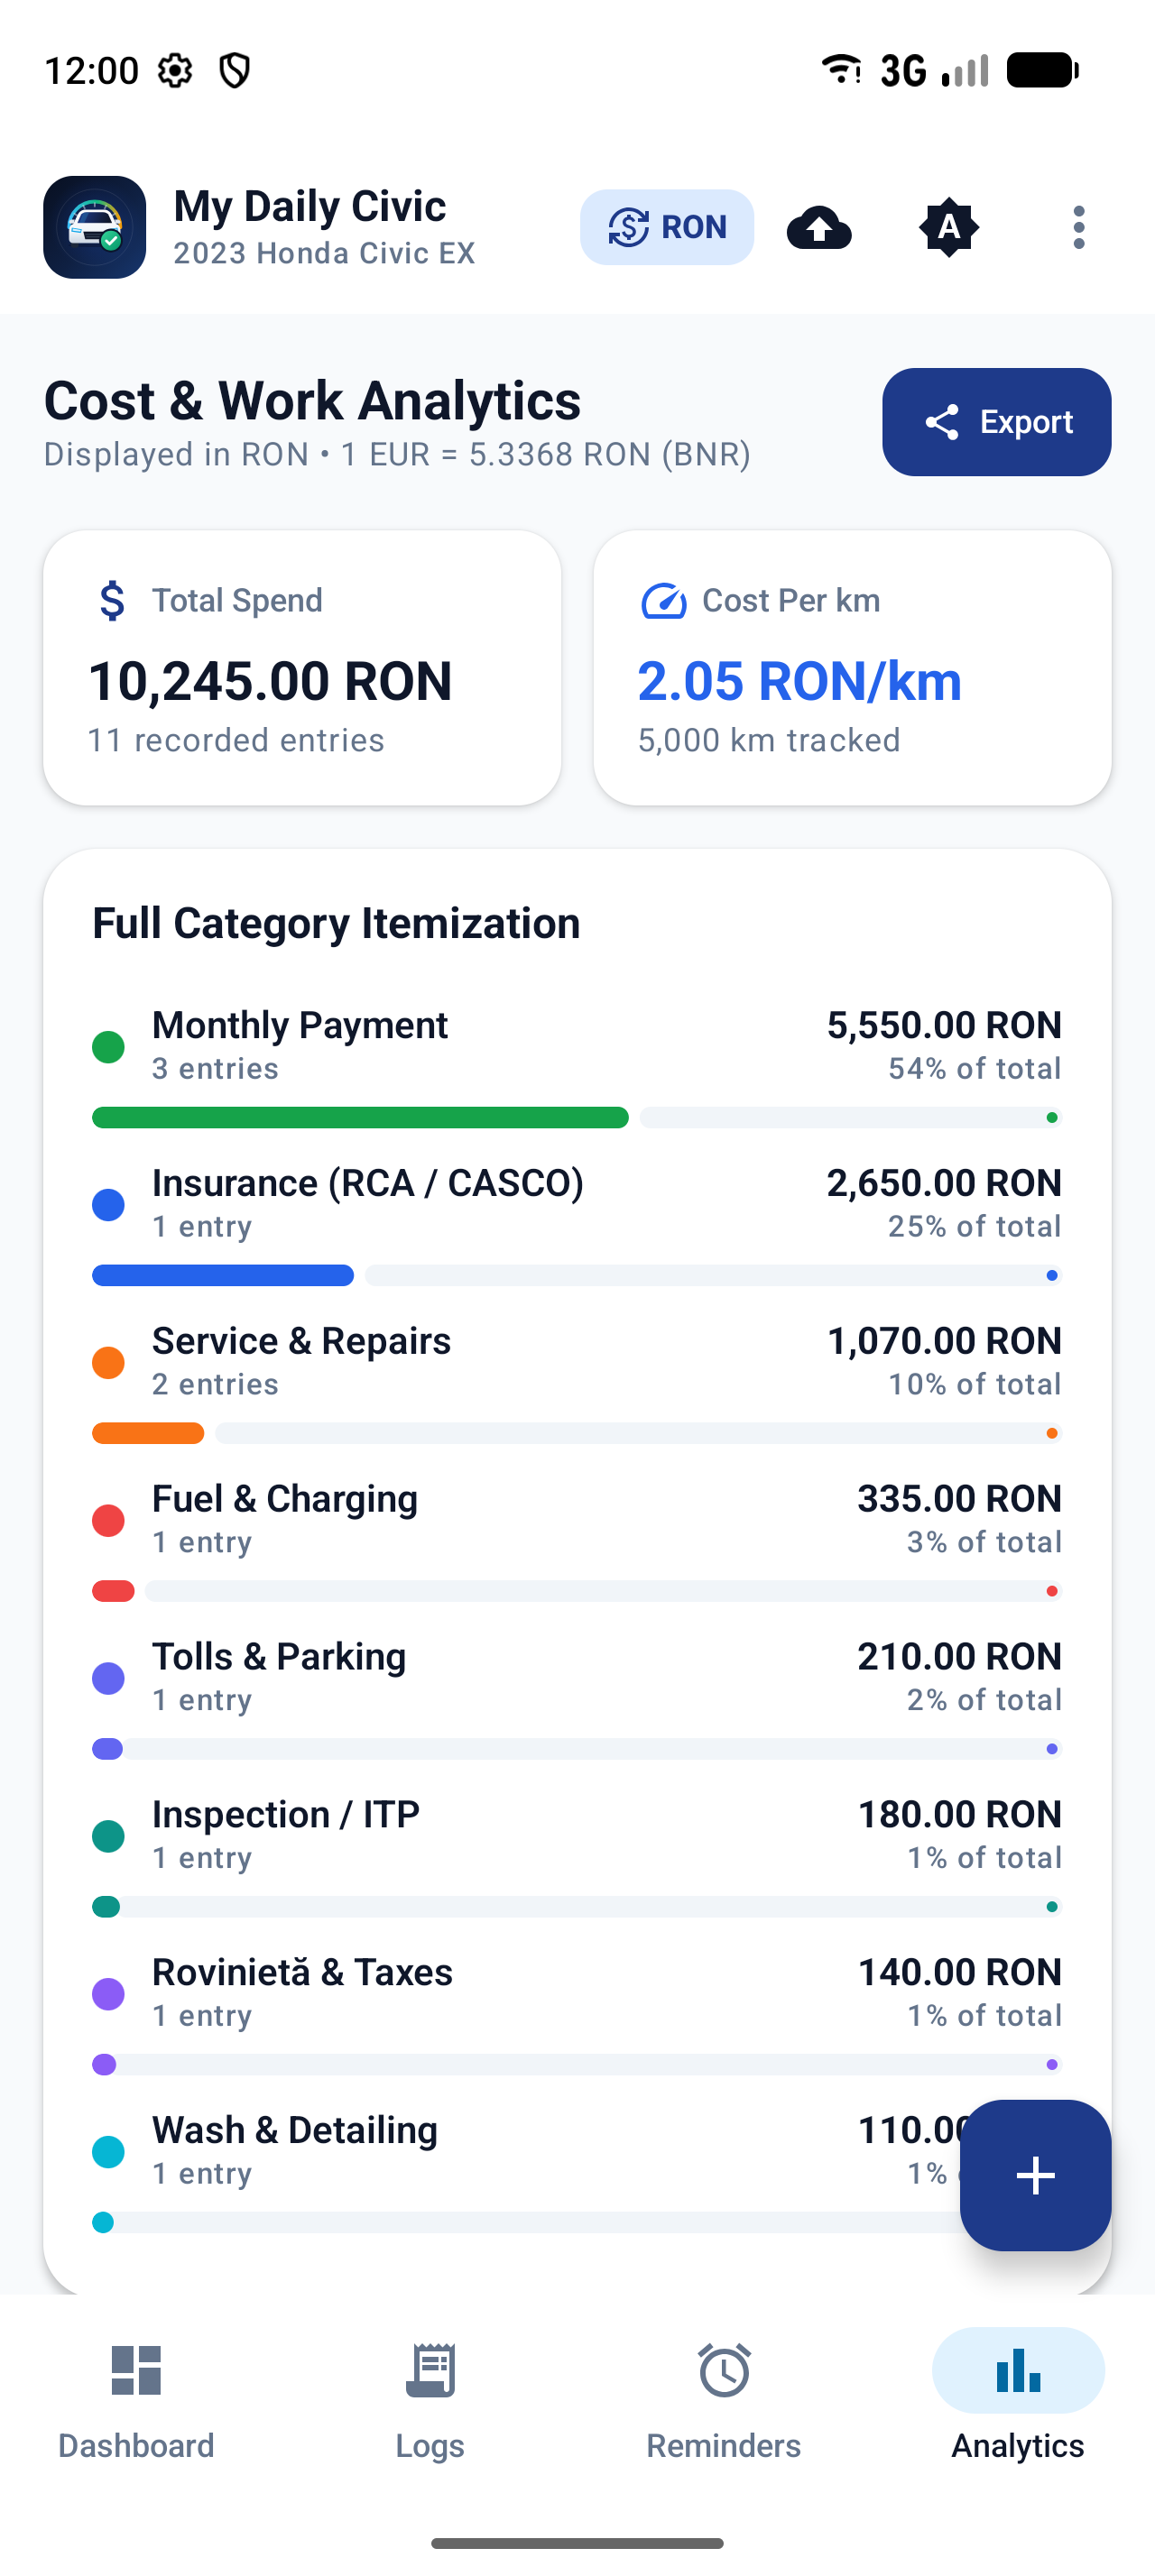 12:00
3G
My Daily Civic
2023 Honda Civic EX
RON
A
Cost & Work Analytics
Displayed in RON • 1 EUR = 5.3368 RON (BNR)
Export
$ Total Spend
10,245.00 RON
11 recorded entries
Cost Per km
2.05 RON/km
5,000 km tracked
Full Category Itemization
Monthly Payment 5,550.00 RON
3 entries 54% of total
Insurance (RCA / CASCO) 2,650.00 RON
1 entry 25% of total
Service & Repairs 1,070.00 RON
2 entries 10% of total
Fuel & Charging 335.00 RON
1 entry 3% of total
Tolls & Parking 210.00 RON
1 entry 2% of total
Inspection / ITP 180.00 RON
1 entry 1% of total
Rovinietă & Taxes 140.00 RON
1 entry 1% of total
Wash & Detailing 110.00
1 entry 1%
Dashboard
Logs
Reminders
Analytics